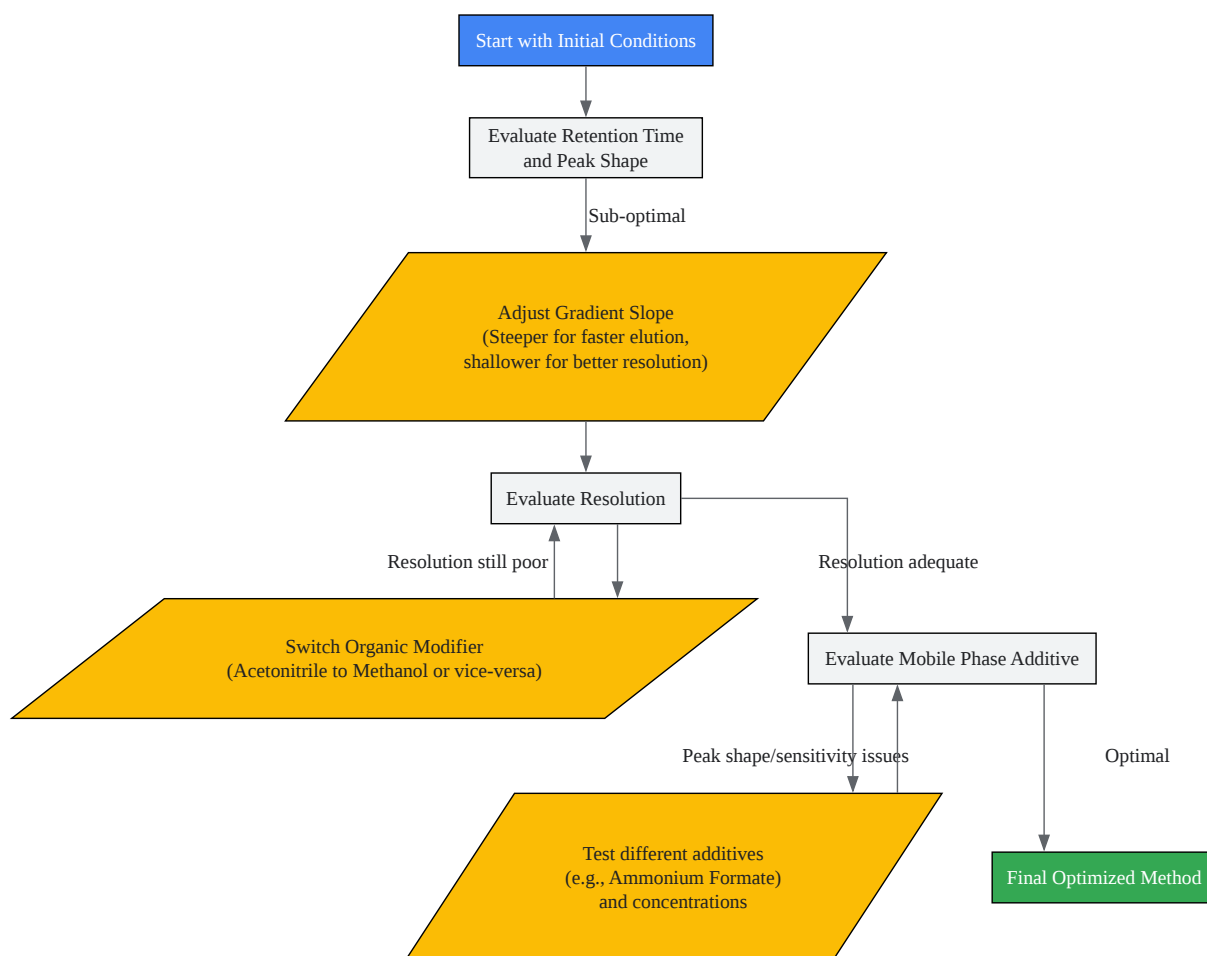 Start with Initial Conditions
Evaluate Retention Time
and Peak Shape
Sub-optimal
Adjust Gradient Slope
(Steeper for faster elution,
shallower for better resolution)
Evaluate Resolution
Resolution still poor
Resolution adequate
Switch Organic Modifier
(Acetonitrile to Methanol or vice-versa)
Evaluate Mobile Phase Additive
Peak shape/sensitivity issues
Optimal
Test different additives
(e.g., Ammonium Formate)
and concentrations
Final Optimized Method